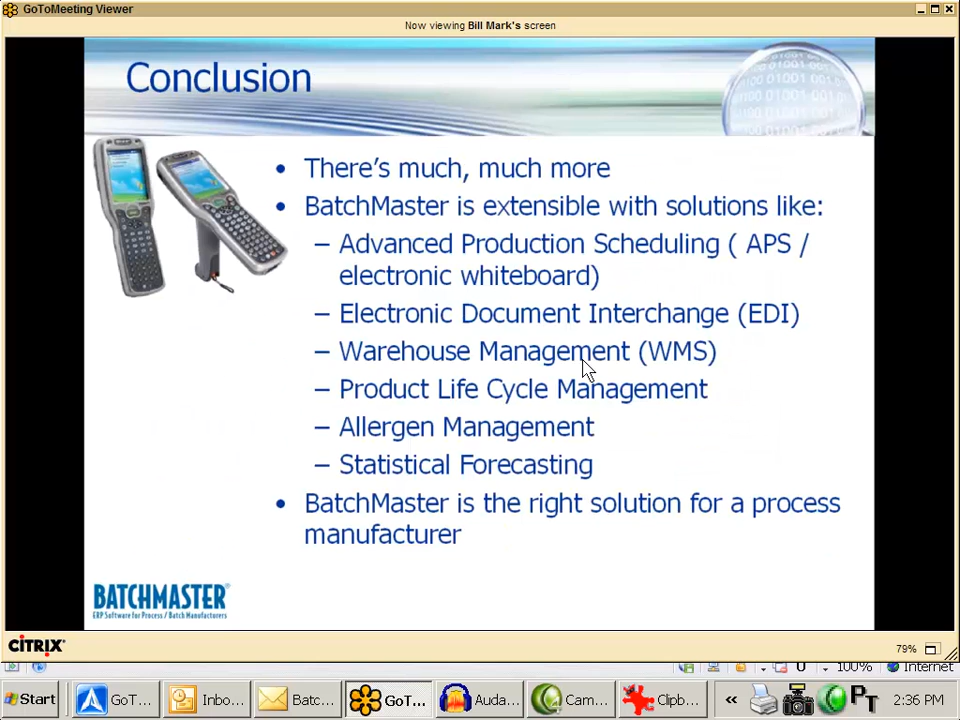 GoToMeeting Viewer
Now viewing Bill Mark's screen
Conclusion
01001 001
• There's much, much more
• BatchMaster is extensible with solutions like:
– Advanced Production Scheduling ( APS /
electronic whiteboard)
– Electronic Document Interchange (EDI)
– Warehouse Management (WMS)
– Product Life Cycle Management
– Allergen Management
– Statistical Forecasting
• BatchMaster is the right solution for a process
manufacturer
BATCHMASTER
ERP Software for Process / Batch Manufacturers
CITRIX
79%
U 100% Internet
Start GoT... Inbo... Batc... GoT... Auda... Cam... Clipb... « PT 2:36 PM